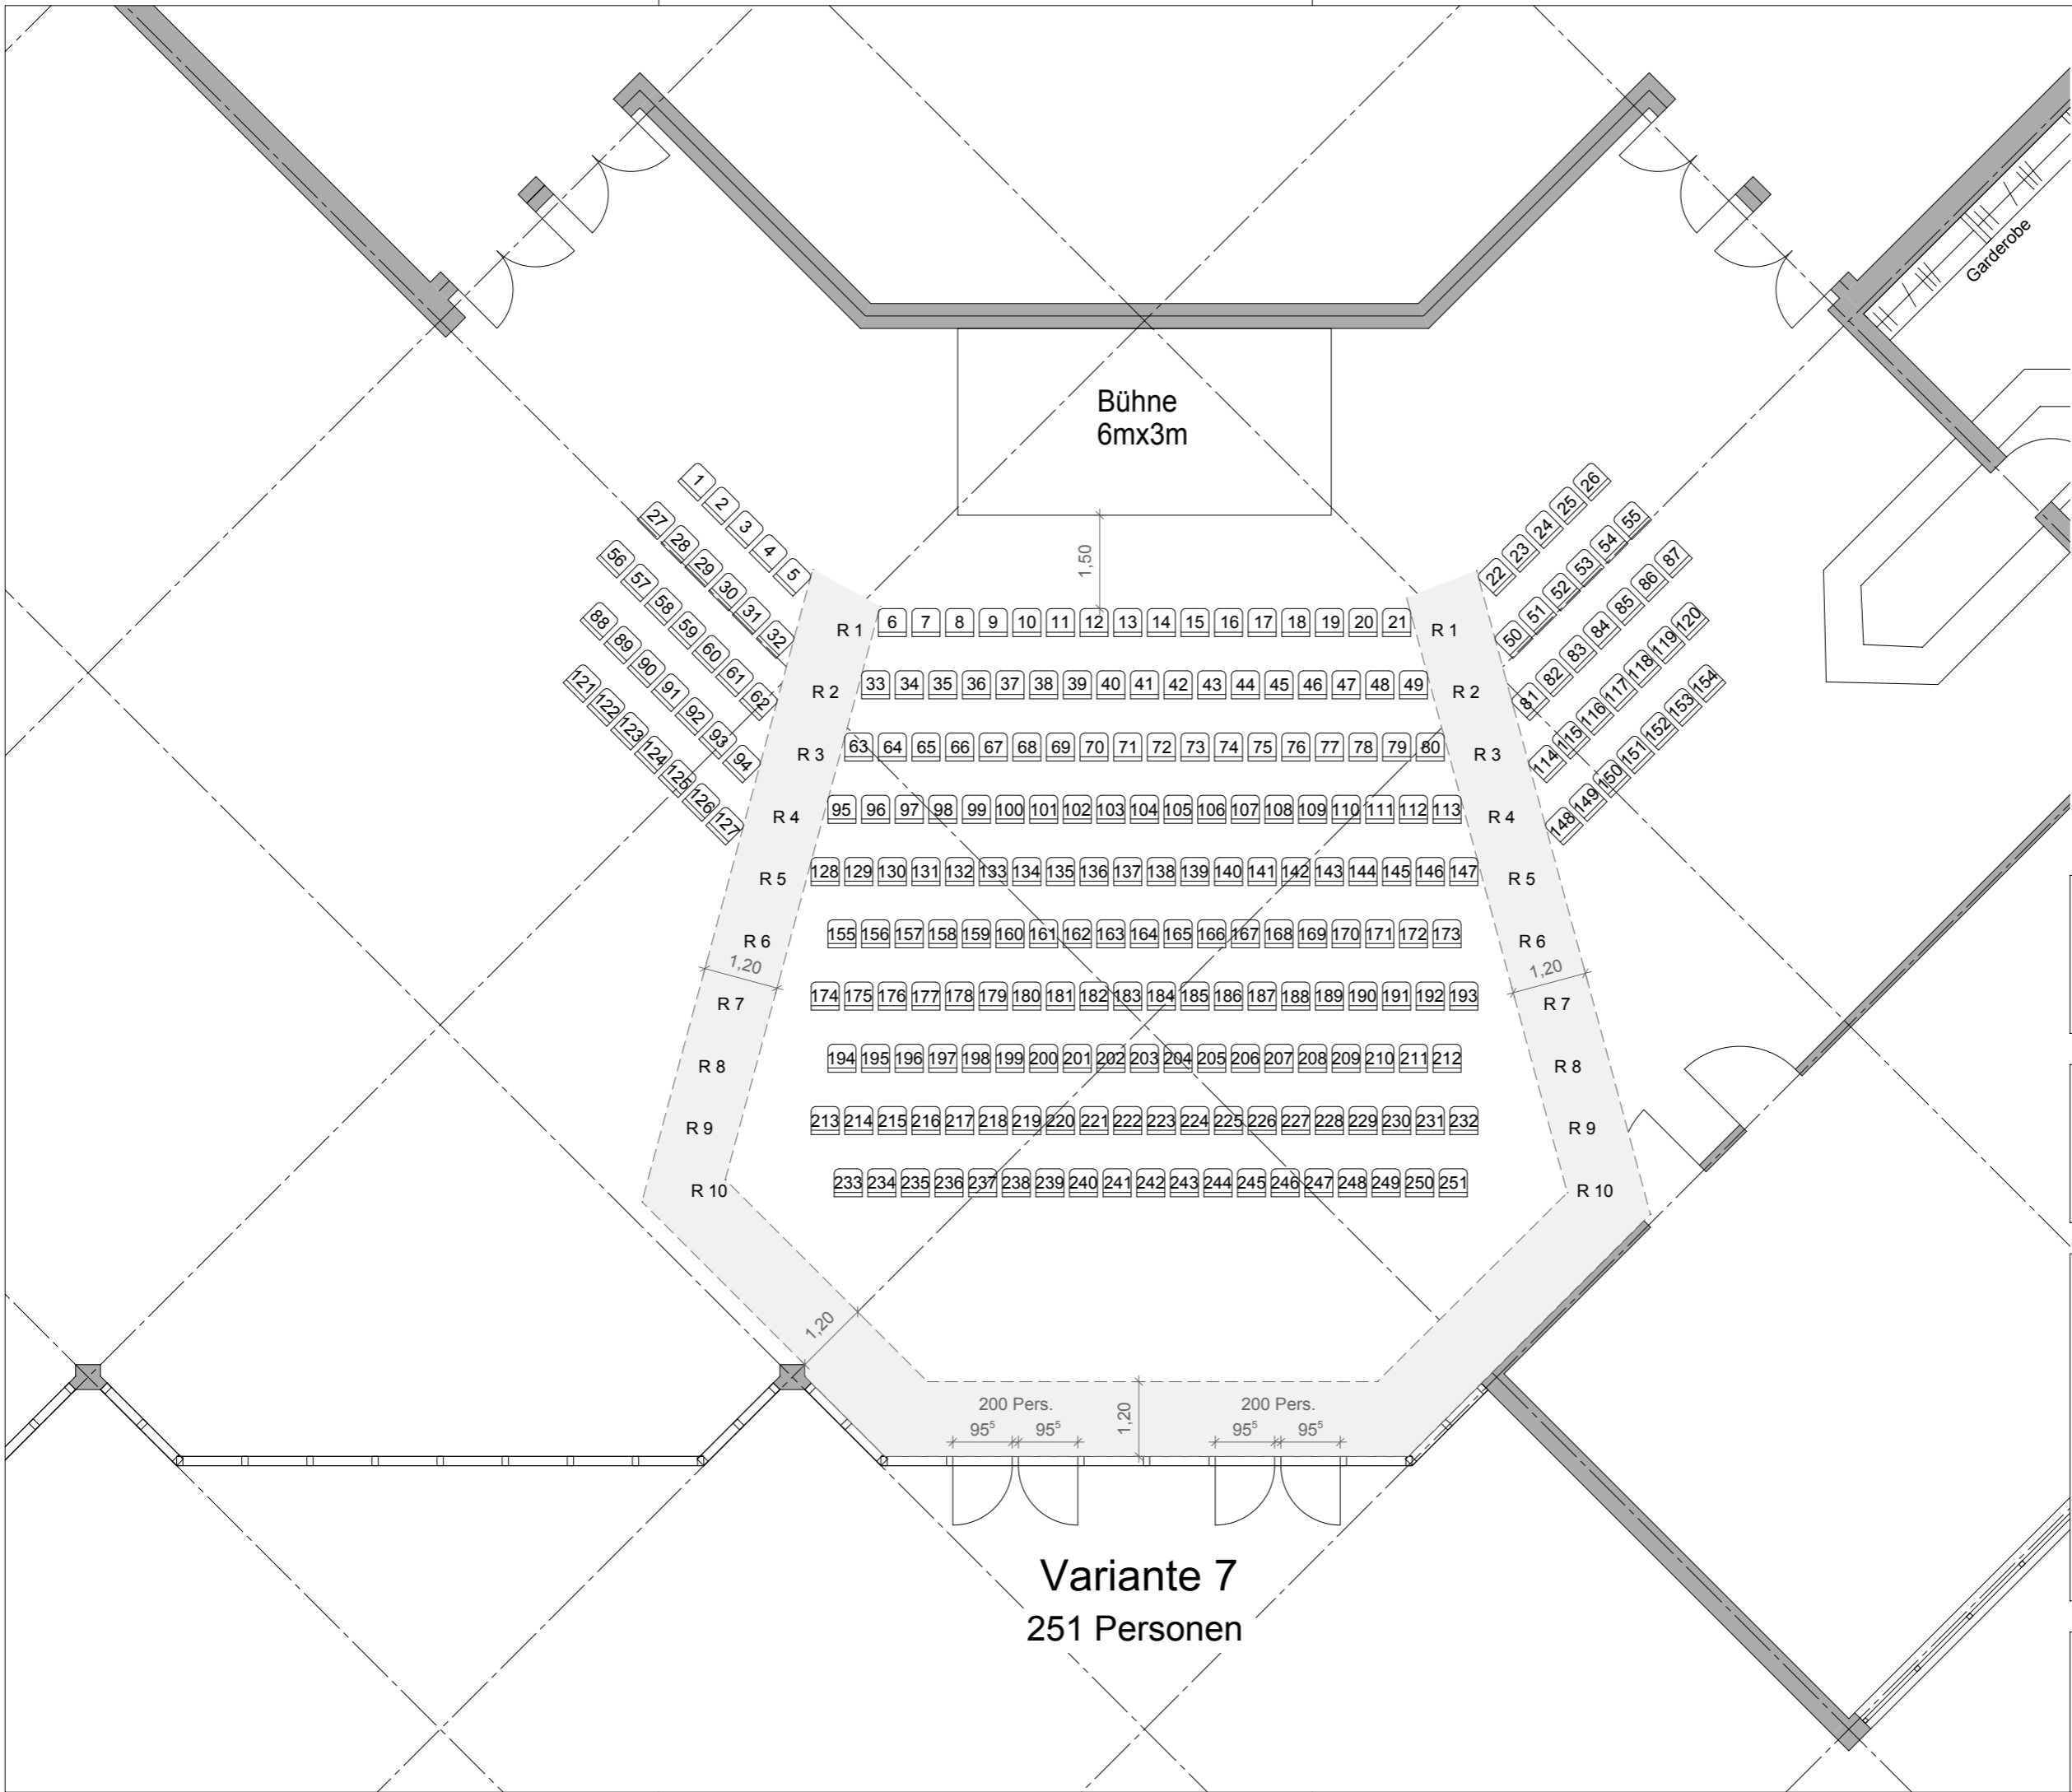 Garderobe
Bühne
6mx3m
1,50
1 2 3 4 5
R 1
6 7 8 9 10 11 12 13 14 15 16 17 18 19 20 21
R 1
22 23 24 25 26
27 28 29 30 31 32
R 2
33 34 35 36 37 38 39 40 41 42 43 44 45 46 47 48 49
R 2
50 51 52 53 54 55
56 57 58 59 60 61 62
R 3
63 64 65 66 67 68 69 70 71 72 73 74 75 76 77 78 79 80
R 3
81 82 83 84 85 86 87
88 89 90 91 92 93 94
R 4
95 96 97 98 99 100 101 102 103 104 105 106 107 108 109 110 111 112 113
R 4
114 115 116 117 118 119 120
121 122 123 124 125 126 127
R 5
128 129 130 131 132 133 134 135 136 137 138 139 140 141 142 143 144 145 146 147
R 5
148 149 150 151 152 153 154
R 6
155 156 157 158 159 160 161 162 163 164 165 166 167 168 169 170 171 172 173
R 6
1,20
1,20
R 7
174 175 176 177 178 179 180 181 182 183 184 185 186 187 188 189 190 191 192 193
R 7
R 8
194 195 196 197 198 199 200 201 202 203 204 205 206 207 208 209 210 211 212
R 8
R 9
213 214 215 216 217 218 219 220 221 222 223 224 225 226 227 228 229 230 231 232
R 9
R 10
233 234 235 236 237 238 239 240 241 242 243 244 245 246 247 248 249 250 251
R 10
1,20
200 Pers.
95⁵ 95⁵
1,20
200 Pers.
95⁵ 95⁵
Variante 7
251 Personen